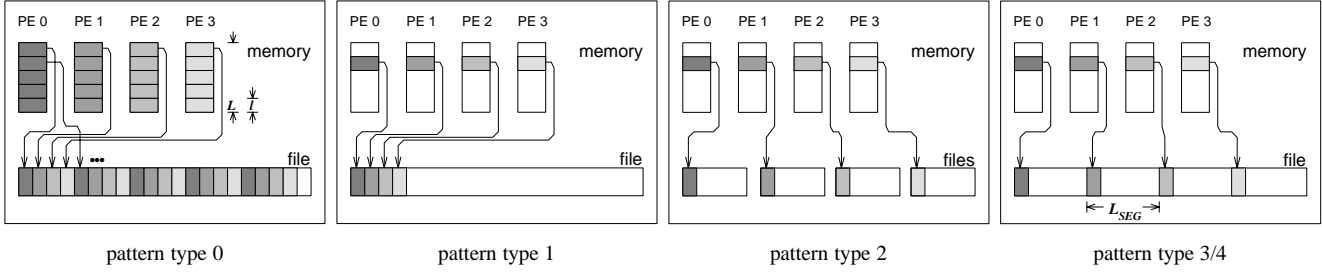 PE 0 PE 1 PE 2 PE 3
memory
L l
•••
file
pattern type 0
PE 0 PE 1 PE 2 PE 3
memory
file
pattern type 1
PE 0 PE 1 PE 2 PE 3
memory
files
pattern type 2
PE 0 PE 1 PE 2 PE 3
memory
file
L_SEG
pattern type 3/4